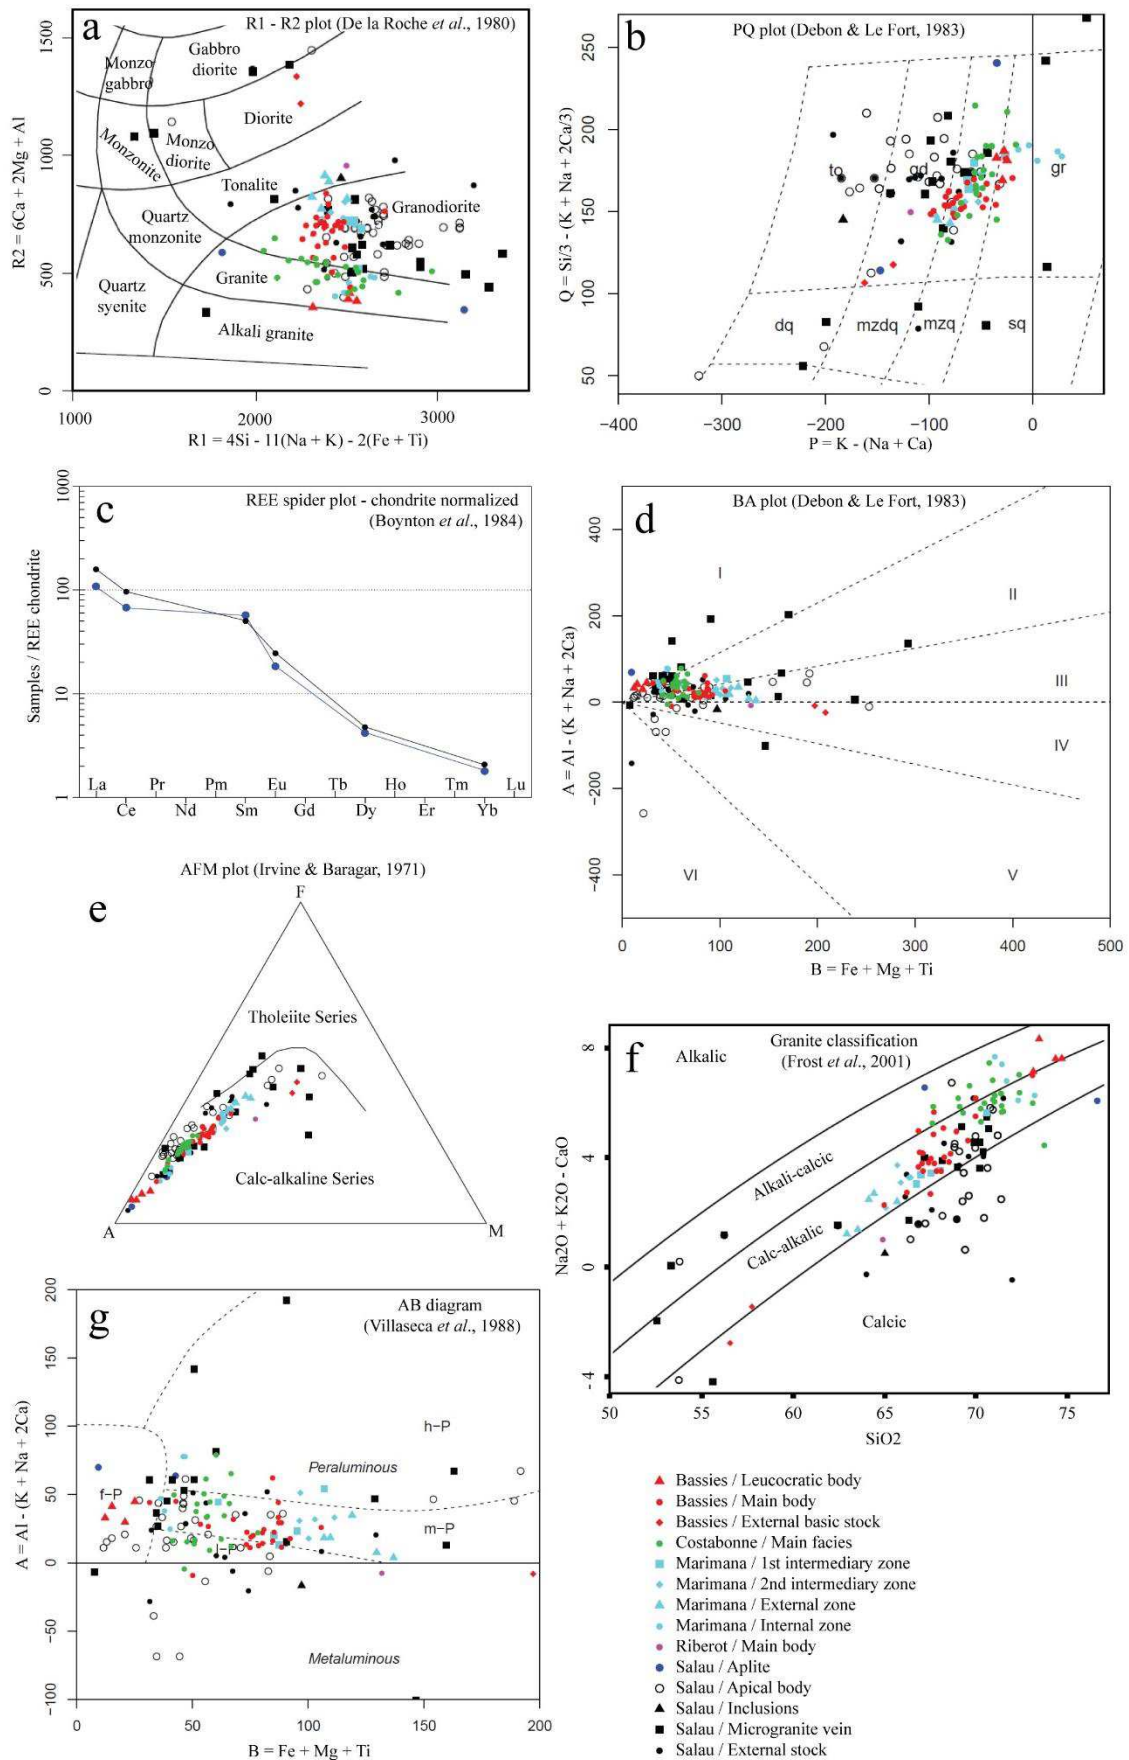 a
R1 - R2 plot (De la Roche et al., 1980)
R2 = 6Ca + 2Mg + Al
1500
1000
500
0
Monzo-
gabbro
Gabbro
diorite
Diorite
Monzonite
Monzo
diorite
Tonalite
Granodiorite
Quartz
monzonite
Granite
Quartz
syenite
Alkali granite
1000
2000
3000
R1 = 4Si - 11(Na + K) - 2(Fe + Ti)
b
PQ plot (Debon & Le Fort, 1983)
Q = Si/3 - (K + Na + 2Ca/3)
250
200
150
100
50
to
gd
gr
dq
mzdq
mzq
sq
−400
−300
−200
−100
0
P = K - (Na + Ca)
c
REE spider plot - chondrite normalized
(Boynton et al., 1984)
Samples / REE chondrite
1000
100
10
1
La
Pr
Pm
Eu
Tb
Ho
Tm
Lu
Ce
Nd
Sm
Gd
Dy
Er
Yb
d
BA plot (Debon & Le Fort, 1983)
A = Al - (K + Na + 2Ca)
400
200
0
−200
−400
I
II
III
IV
V
VI
0
100
200
300
400
500
B = Fe + Mg + Ti
AFM plot (Irvine & Baragar, 1971)
e
F
Tholeiite Series
Calc-alkaline Series
A
M
f
Granite classification
(Frost et al., 2001)
Na2O + K2O - CaO
8
4
0
- 4
Alkalic
Alkali-calcic
Calc-alkalic
Calcic
50
55
60
65
70
75
SiO2
g
AB diagram
(Villaseca et al., 1988)
A = Al - (K + Na + 2Ca)
200
150
100
50
0
−50
−100
h−P
Peraluminous
f−P
m−P
l−P
Metaluminous
0
50
100
150
200
B = Fe + Mg + Ti
Bassies / Leucocratic body
Bassies / Main body
Bassies / External basic stock
Costabonne / Main facies
Marimana / 1st intermediary zone
Marimana / 2nd intermediary zone
Marimana / External zone
Marimana / Internal zone
Riberot / Main body
Salau / Aplite
Salau / Apical body
Salau / Inclusions
Salau / Microgranite vein
Salau / External stock